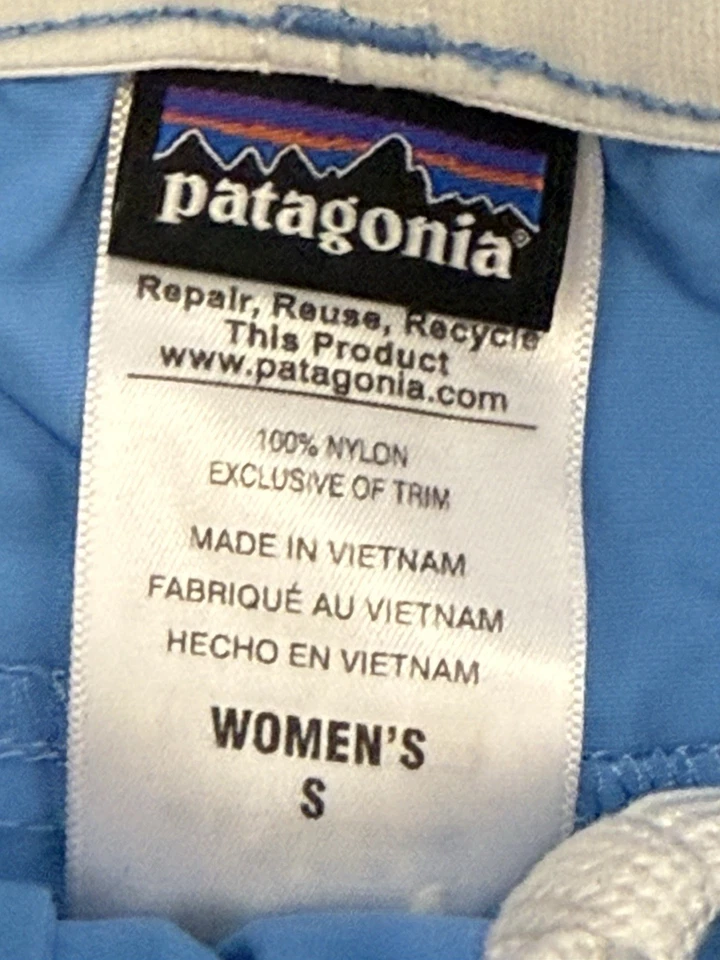 patagonia®
Repair, Reuse, Recycle
This Product
www.patagonia.com
100% NYLON
EXCLUSIVE OF TRIM
MADE IN VIETNAM
FABRIQUÉ AU VIETNAM
HECHO EN VIETNAM
WOMEN'S
S